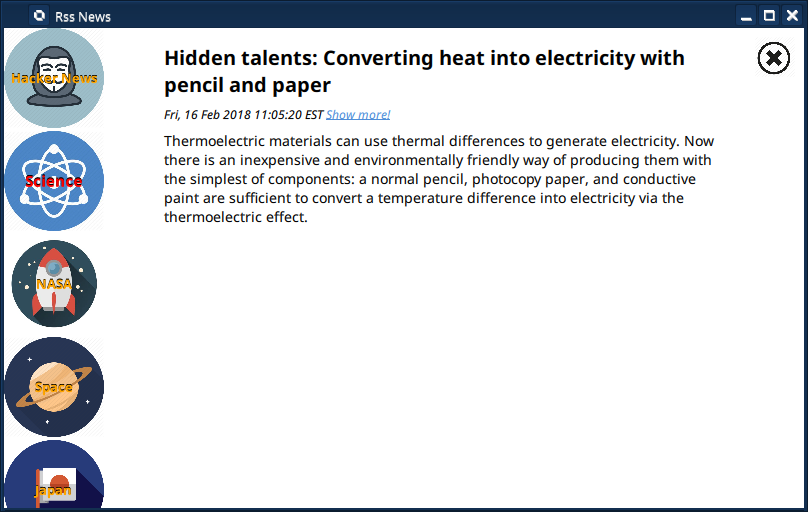 Rss News
Hacker News
Science
NASA
Space
Japan
Hidden talents: Converting heat into electricity with
pencil and paper
Fri, 16 Feb 2018 11:05:20 EST Show more!
Thermoelectric materials can use thermal differences to generate electricity. Now
there is an inexpensive and environmentally friendly way of producing them with
the simplest of components: a normal pencil, photcopy paper, and conductive
paint are sufficient to convert a temperature difference into electricity via the
thermoelectric effect.